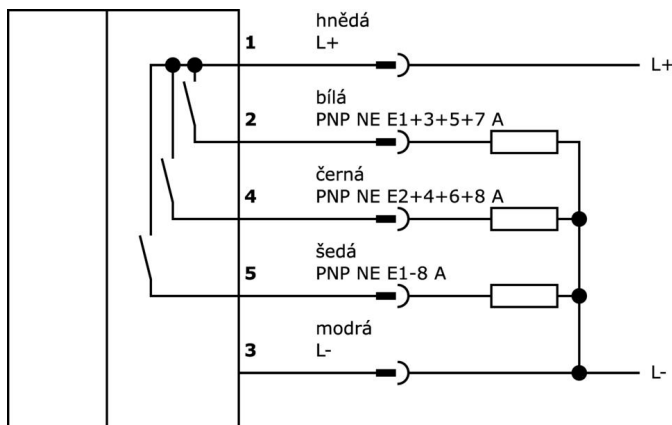 hnědá
1 L+
L+
bílá
2 PNP NE E1+3+5+7 A
černá
4 PNP NE E2+4+6+8 A
šedá
5 PNP NE E1-8 A
modrá
3 L-
L-